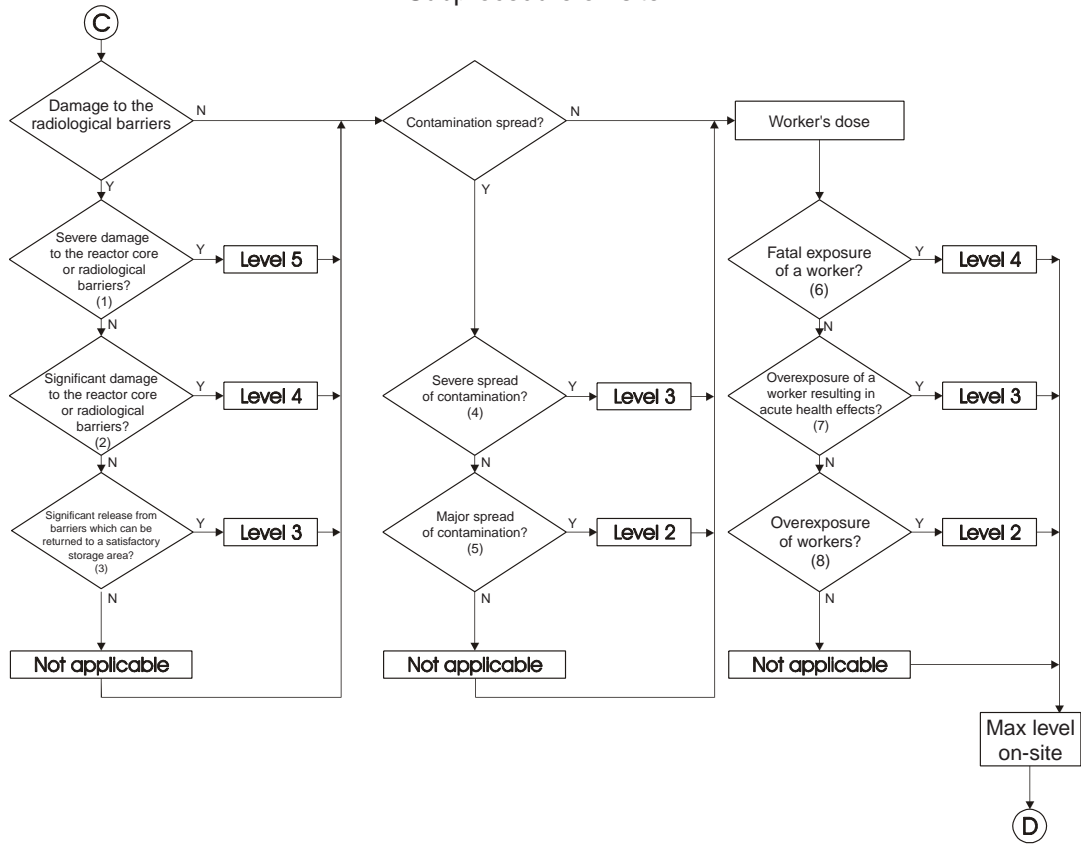 C
Damage to the
radiological barriers
N
Y
Severe damage
to the reactor core
or radiological
barriers?
(1)
Y
Level 5
N
Significant damage
to the reactor core
or radiological
barriers?
(2)
Y
Level 4
N
Significant release from
barriers which can be
returned to a satisfactory
storage area?
(3)
Y
Level 3
N
Not applicable
Contamination spread?
N
Y
Severe spread
of contamination?
(4)
Y
Level 3
N
Major spread
of contamination?
(5)
Y
Level 2
N
Not applicable
Worker's dose
Fatal exposure
of a worker?
(6)
Y
Level 4
N
Overexposure of a
worker resulting in
acute health effects?
(7)
Y
Level 3
N
Overexposure
of workers?
(8)
Y
Level 2
N
Not applicable
Max level
on-site
D